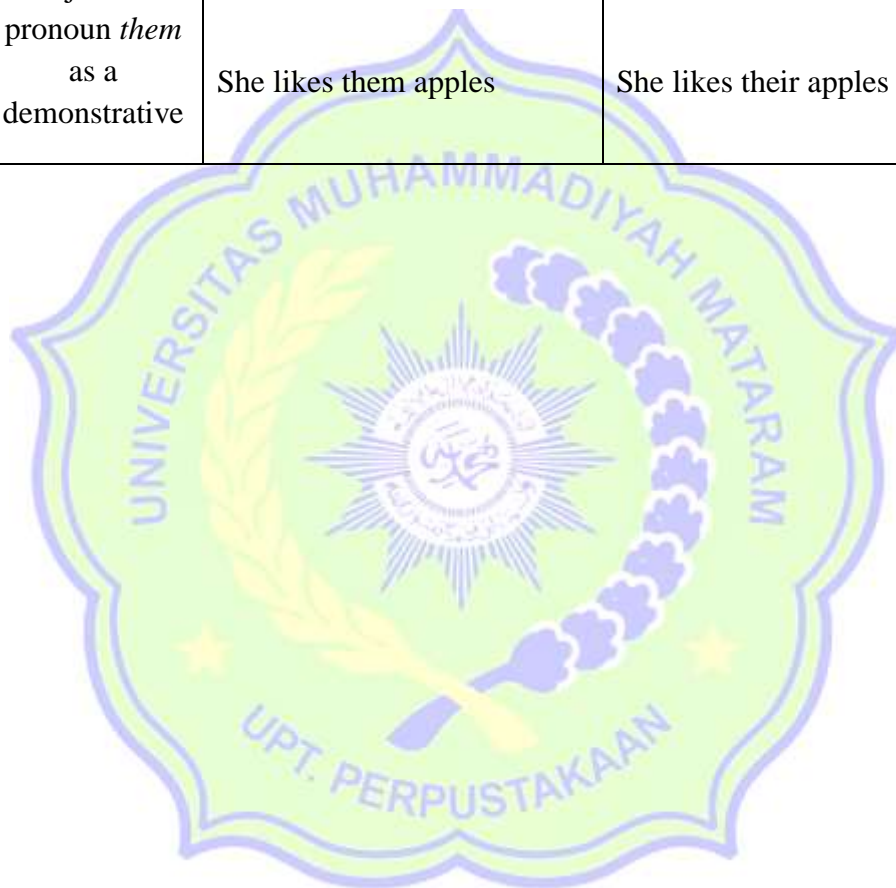 pronoun them
as a
demonstrative
She likes them apples
She likes their apples
UNIVERSITAS MUHAMMADIYAH MATARAM
UPT. PERPUSTAKAAN